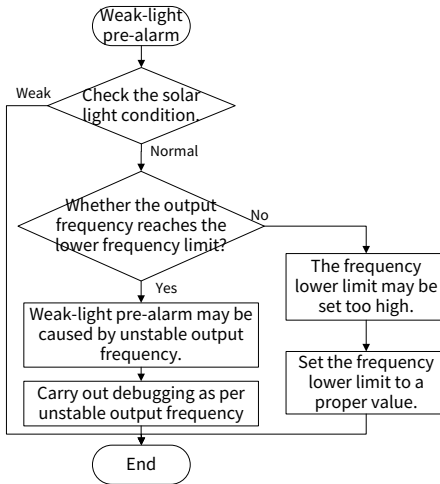 Weak-light
pre-alarm
Weak
Check the solar
light condition.
Normal
Whether the output
frequency reaches the
lower frequency limit?
No
Yes
The frequency
lower limit may be
set too high.
Weak-light pre-alarm may be
caused by unstable output
frequency.
Set the frequency
lower limit to a
proper value.
Carry out debugging as per
unstable output frequency
End